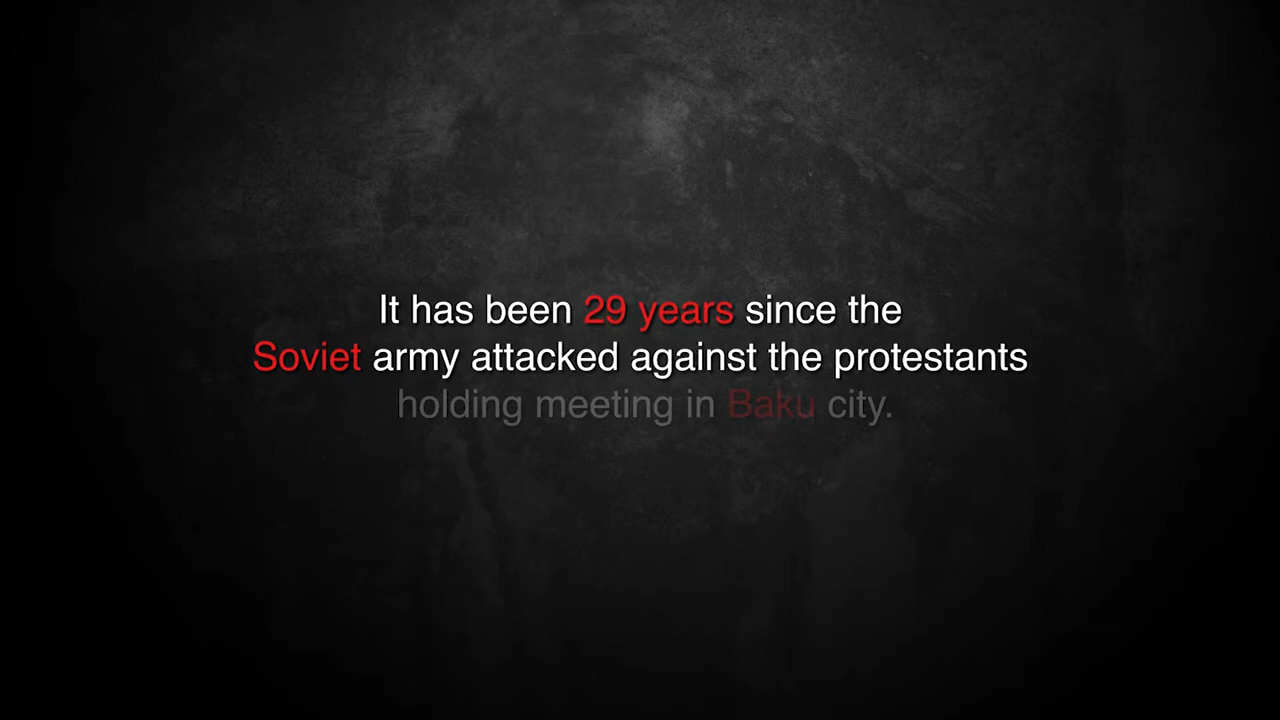 It has been 29 years since the
Soviet army attacked against the protestants
holding meeting in Baku city.